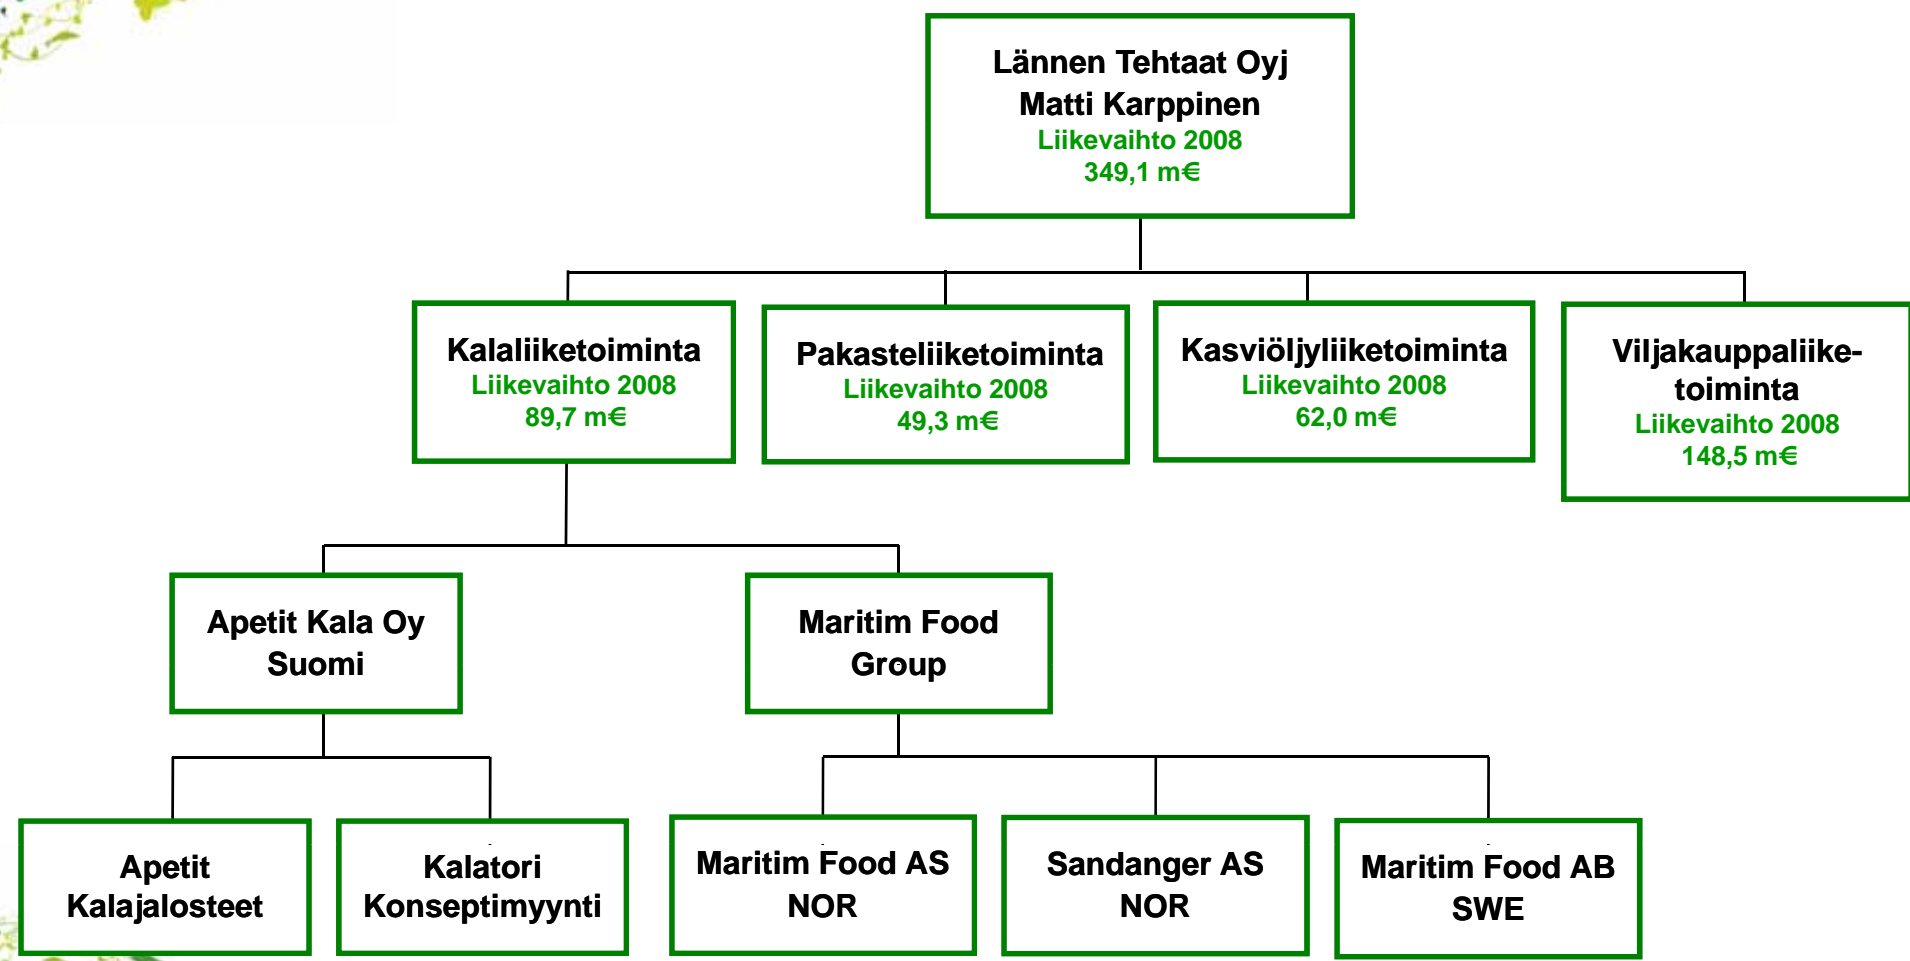 Lännen Tehtaat Oyj
Matti Karppinen
Liikevaihto 2008
349,1 m€
Kalaliiketoiminta
Liikevaihto 2008
89,7 m€
Pakasteliiketoiminta
Liikevaihto 2008
49,3 m€
Kasviöljyliiketoiminta
Liikevaihto 2008
62,0 m€
Viljakauppaliike-
toiminta
Liikevaihto 2008
148,5 m€
Apetit Kala Oy
Suomi
Maritim Food
Group
Apetit
Kalajalosteet
Kalatori
Konseptimyynti
Maritim Food AS
NOR
Sandanger AS
NOR
Maritim Food AB
SWE